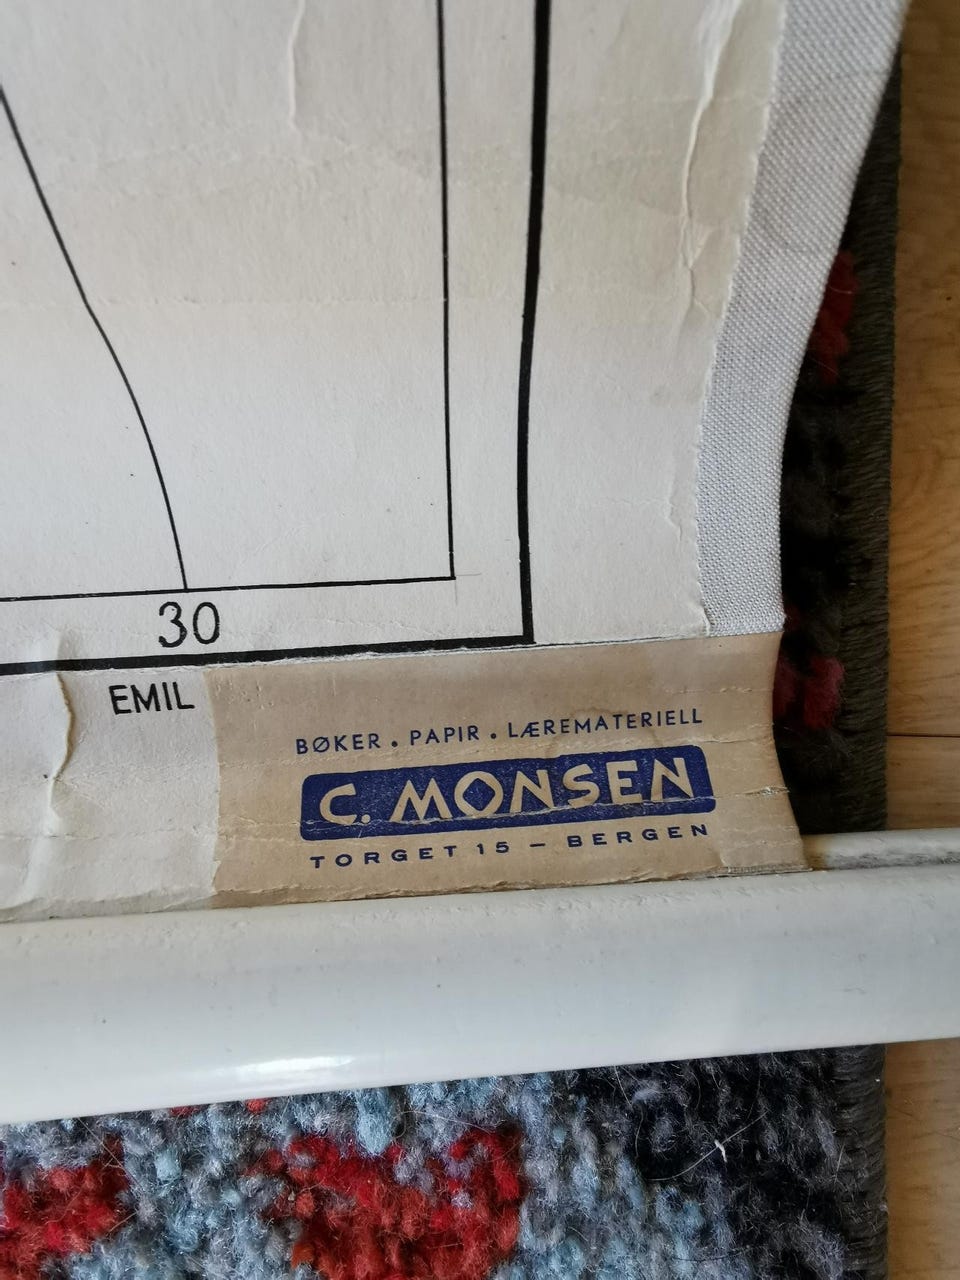 30
EMIL
BØKER . PAPIR . LÆREMATERIELL
C. MONSEN
TORGET 15 – BERGEN